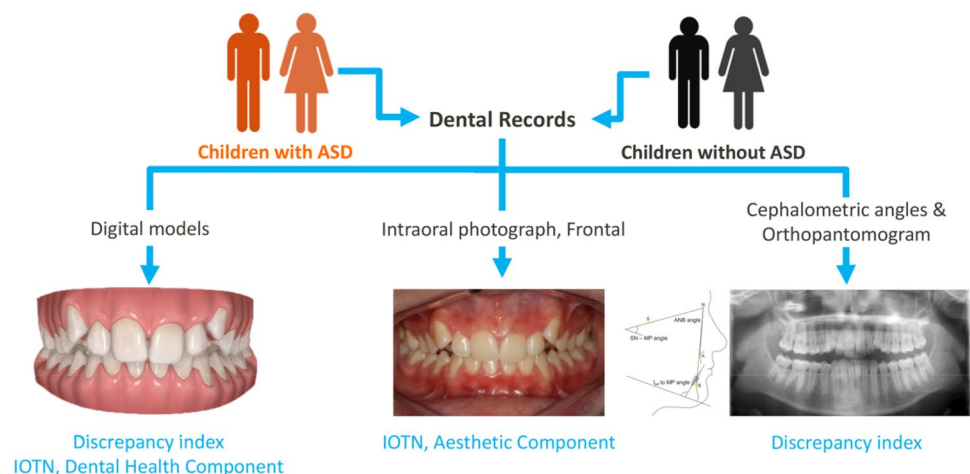 Children with ASD
Dental Records
Children without ASD
Digital models
Intraoral photograph, Frontal
Cephalometric angles &
Orthopantomogram
N
S
ANB angle
SN – MP angle
A
to MP angle
B
Discrepancy index
IOTN, Dental Health Component
IOTN, Aesthetic Component
Discrepancy index